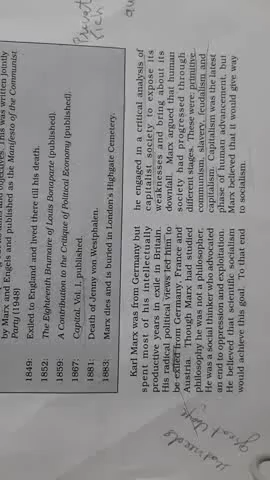 by Marx and Engels and published as the Manifesto of the Communist
Party (1948)
1849: Exiled to England and lived there till his death.
1852: The Eighteenth Brumaire of Louis Bonaparte (published).
1859: A Contribution to the Critique of Political Economy (published).
1867: Capital, Vol. I, published.
1881: Death of Jenny von Westphalen.
1883: Marx dies and is buried in London's Highgate Cemetery.
Karl Marx was from Germany but
spent most of his intellectually
productive years in exile in Britain.
His radical political views led him to
be exiled from Germany, France and
Austria. Though Marx had studied
philosophy he was not a philosopher.
He was a social thinker who advocated
an end to oppression and exploitation.
He believed that scientific socialism
would achieve this goal. To that end
he engaged in a critical analysis of
capitalist society to expose its
weaknesses and bring about its
downfall. Marx argued that human
society had progressed through
different stages. These were: primitive
communism, slavery, feudalism and
capitalism. Capitalism was the latest
phase of human advancement, but
Marx believed that it would give way
to socialism.
rich